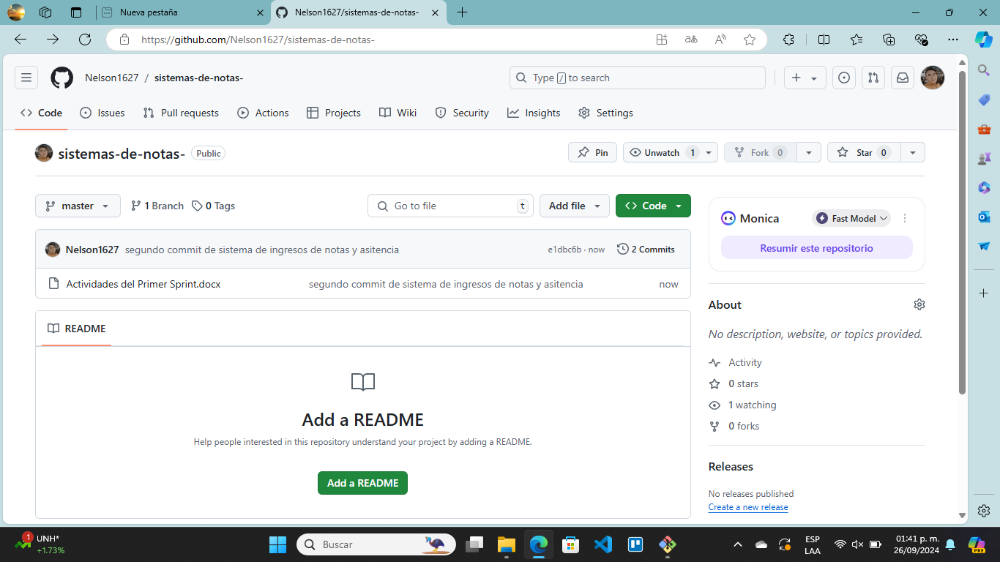 Nueva pestaña
Nelson1627/sistemas-de-notas-
https://github.com/Nelson1627/sistemas-de-notas-
Nelson1627 / sistemas-de-notas-
Type / to search
Code
Issues
Pull requests
Actions
Projects
Wiki
Security
Insights
Settings
sistemas-de-notas-
Public
Pin
Unwatch 1
Fork 0
Star 0
master
1 Branch
0 Tags
Go to file
t
Add file
Code
Nelson1627 segundo commit de sistema de ingresos de notas y asitencia
e1dbc6b · now
2 Commits
Actividades del Primer Sprint.docx
segundo commit de sistema de ingresos de notas y asitencia
now
README
Add a README
Help people interested in this repository understand your project by adding a README.
Add a README
Monica
Fast Model
Resumir este repositorio
About
No description, website, or topics provided.
Activity
0 stars
1 watching
0 forks
Releases
No releases published
Create a new release
1
UNH*
+1.73%
Buscar
ESP
LAA
01:41 p. m.
26/09/2024
PRE